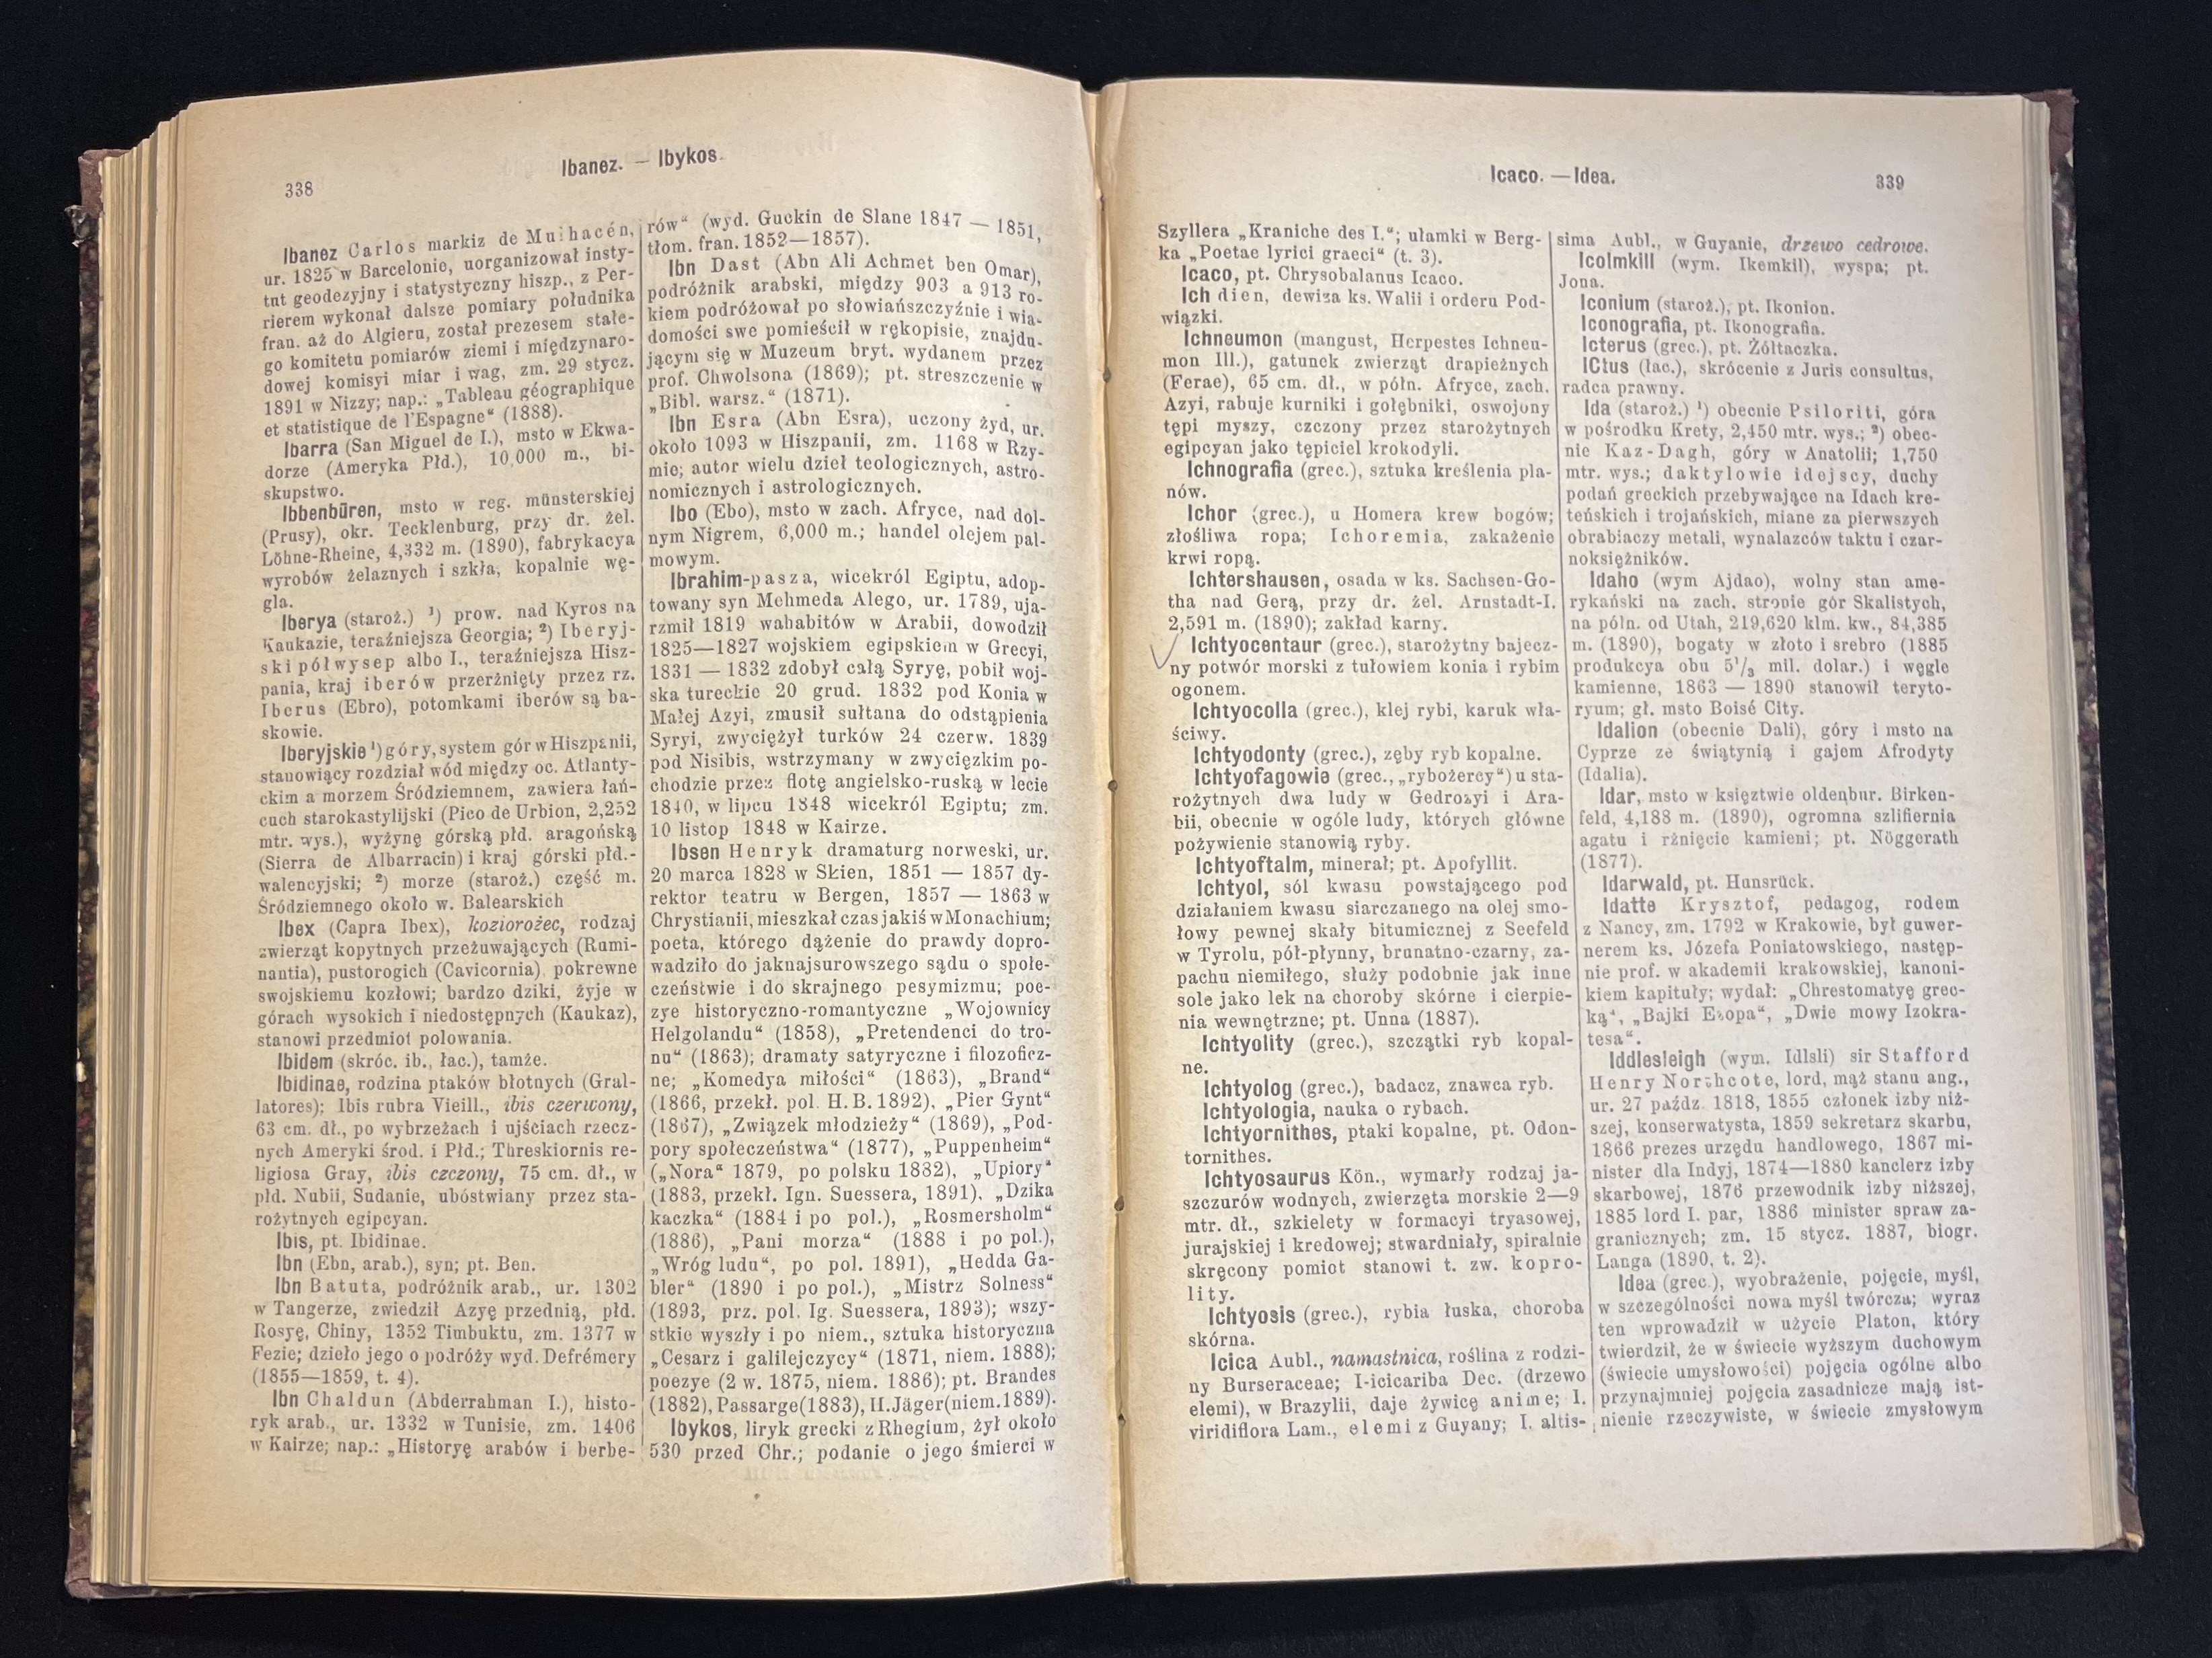 338
Ibanez. — Ibykos.
Ibanez Carlos markiz de Mulhacén,
ur. 1825 w Barcelonie, uorganizował insty-
tut geodezyjny i statystyczny hiszp., z Per-
rierem wykonał dalsze pomiary południka
fran. aż do Algieru, został prezesem stałe-
go komitetu pomiarów ziemi i międzynaro-
dowej komisyi miar i wag, zm. 29 stycz.
1891 w Nizzy; nap.: „Tableau géographique
et statistique de l'Espagne“ (1888).
Ibarra (San Miguel de I.), msto w Ekwa-
dorze (Ameryka Płd.), 10,000 m., bi-
skupstwo.
Ibbenbüren, msto w reg. münsterskiej
(Prusy), okr. Tecklenburg, przy dr. żel.
Löhne-Rheine, 4,332 m. (1890), fabrykacya
wyrobów żelaznych i szkła, kopalnie wę-
gla.
Iberya (staroż.) ¹) prow. nad Kyros na
Kaukazie, teraźniejsza Georgia; ²) Iberyj-
ski półwysep albo I., teraźniejsza Hisz-
pania, kraj iberów przerżnięty przez rz.
Iberus (Ebro), potomkami iberów są ba-
skowie.
Iberyjskie ¹) góry, system gór w Hiszpanii,
stanowiący rozdział wód między oc. Atlanty-
ckim a morzem Śródziemnem, zawiera łań-
cuch starokastylijski (Pico de Urbion, 2,252
mtr. wys.), wyżynę górską płd. aragońską
(Sierra de Albarracin) i kraj górski płd.-
walencyjski; ²) morze (staroż.) część m.
Śródziemnego około w. Balearskich
Ibex (Capra Ibex), koziorożec, rodzaj
zwierząt kopytnych przeżuwających (Rumi-
nantia), pustorogich (Cavicornia), pokrewne
swojskiemu kozłowi; bardzo dziki, żyje w
górach wysokich i niedostępnych (Kaukaz),
stanowi przedmiot polowania.
Ibidem (skróc. ib., łac.), tamże.
Ibidinae, rodzina ptaków błotnych (Gral-
latores); Ibis rubra Vieill., ibis czerwony,
63 cm. dł., po wybrzeżach i ujściach rzecz-
nych Ameryki środ. i Płd.; Threskiornis re-
ligiosa Gray, ibis czczony, 75 cm. dł., w
płd. Nubii, Sudanie, ubóstwiany przez sta-
rożytnych egipcyan.
Ibis, pt. Ibidinae.
Ibn (Ebn, arab.), syn; pt. Ben.
Ibn Batuta, podróżnik arab., ur. 1302
w Tangerze, zwiedził Azyę przednią, płd.
Rosyę, Chiny, 1352 Timbuktu, zm. 1377 w
Fezie; dzieło jego o podróży wyd. Defrémery
(1855—1859, t. 4).
Ibn Chaldun (Abderrahman I.), histo-
ryk arab., ur. 1332 w Tunisie, zm. 1406
w Kairze; nap.: „Historyę arabów i berbe-
rów“ (wyd. Guckin de Slane 1847 — 1851,
tłom. fran. 1852—1857).
Ibn Dast (Abn Ali Achmet ben Omar),
podróżnik arabski, między 903 a 913 ro-
kiem podróżował po słowiańszczyźnie i wia-
domości swe pomieścił w rękopisie, znajdu-
jącym się w Muzeum bryt. wydanem przez
prof. Chwolsona (1869); pt. streszczenie w
„Bibl. warsz.“ (1871).
Ibn Esra (Abn Esra), uczony żyd, ur.
około 1093 w Hiszpanii, zm. 1168 w Rzy-
mie; autor wielu dzieł teologicznych, astro-
nomicznych i astrologicznych.
Ibo (Ebo), msto w zach. Afryce, nad dol-
nym Nigrem, 6,000 m.; handel olejem pal-
mowym.
Ibrahim-pasza, wicekról Egiptu, adop-
towany syn Mehmeda Alego, ur. 1789, uja-
rzmił 1819 wahabitów w Arabii, dowodził
1825—1827 wojskiem egipskiem w Grecyi,
1831 — 1832 zdobył całą Syryę, pobił woj-
ska tureckie 20 grud. 1832 pod Konia w
Małej Azyi, zmusił sułtana do odstąpienia
Syryi, zwyciężył turków 24 czerw. 1839
pod Nisibis, wstrzymany w zwycięzkim po-
chodzie przez flotę angielsko-ruską w lecie
1840, w lipcu 1848 wicekról Egiptu; zm.
10 listop 1848 w Kairze.
Ibsen Henryk dramaturg norweski, ur.
20 marca 1828 w Skien, 1851 — 1857 dy-
rektor teatru w Bergen, 1857 — 1863 w
Chrystianii, mieszkał czas jakiś w Monachium;
poeta, którego dążenie do prawdy dopro-
wadziło do jaknajsurowszego sądu o społe-
czeństwie i do skrajnego pesymizmu; poe-
zye historyczno-romantyczne „Wojownicy
Helgolandu“ (1858), „Pretendenci do tro-
nu“ (1863); dramaty satyryczne i filozoficz-
ne; „Komedya miłości“ (1863), „Brand“
(1866, przekł. pol. H. B. 1892), „Pier Gynt“
(1867), „Związek młodzieży“ (1869), „Pod-
pory społeczeństwa“ (1877), „Puppenheim“
(„Nora“ 1879, po polsku 1882), „Upiory“
(1883, przekł. Ign. Suessera, 1891), „Dzika
kaczka“ (1884 i po pol.), „Rosmersholm“
(1886), „Pani morza“ (1888 i po pol.),
„Wróg ludu“, po pol. 1891), „Hedda Ga-
bler“ (1890 i po pol.), „Mistrz Solness“
(1893, prz. pol. Ig. Suessera, 1893); wszy-
stkie wyszły i po niem., sztuka historyczna
„Cesarz i galilejczycy“ (1871, niem. 1888);
poezye (2 w. 1875, niem. 1886); pt. Brandes
(1882), Passarge (1883), H. Jäger (niem. 1889).
Ibykos, liryk grecki z Rhegium, żył około
530 przed Chr.; podanie o jego śmierci w
Icaco. — Idea.
339
Szyllera „Kraniche des I.“; ułamki w Berg-
ka „Poetae lyrici graeci“ (t. 3).
Icaco, pt. Chrysobalanus Icaco.
Ich dien, dewiza ks. Walii i orderu Pod-
wiązki.
Ichneumon (mangust, Herpestes Ichneu-
mon Ill.), gatunek zwierząt drapieżnych
(Ferae), 65 cm. dł., w półn. Afryce, zach.
Azyi, rabuje kurniki i gołębniki, oswojony
tępi myszy, czczony przez starożytnych
egipcyan jako tępiciel krokodyli.
Ichnografia (grec.), sztuka kreślenia pla-
nów.
Ichor (grec.), u Homera krew bogów;
złośliwa ropa; Ichoremia, zakażenie
krwi ropą.
Ichtershausen, osada w ks. Sachsen-Go-
tha nad Gerą, przy dr. żel. Arnstadt-I.
2,591 m. (1890); zakład karny.
Ichtyocentaur (grec.), starożytny bajecz-
ny potwór morski z tułowiem konia i rybim
ogonem.
Ichtyocolla (grec.), klej rybi, karuk wła-
ściwy.
Ichtyodonty (grec.), zęby ryb kopalne.
Ichtyofagowie (grec., „rybożercy“) u sta-
rożytnych dwa ludy w Gedrozyi i Ara-
bii, obecnie w ogóle ludy, których główne
pożywienie stanowią ryby.
Ichtyoftalm, minerał; pt. Apofyllit.
Ichtyol, sól kwasu powstającego pod
działaniem kwasu siarczanego na olej smo-
łowy pewnej skały bitumicznej z Seefeld
w Tyrolu, pół-płynny, brunatno-czarny, za-
pachu niemiłego, służy podobnie jak inne
sole jako lek na choroby skórne i cierpie-
nia wewnętrzne; pt. Unna (1887).
Ichtyolity (grec.), szczątki ryb kopal-
ne.
Ichtyolog (grec.), badacz, znawca ryb.
Ichtyologia, nauka o rybach.
Ichtyornithes, ptaki kopalne, pt. Odon-
tornithes.
Ichtyosaurus Kön., wymarły rodzaj ja-
szczurów wodnych, zwierzęta morskie 2—9
mtr. dł., szkielety w formacyi tryasowej,
jurajskiej i kredowej; stwardniały, spiralnie
skręcony pomiot stanowi t. zw. kopro-
lity.
Ichtyosis (grec.), rybia łuska, choroba
skórna.
Icica Aubl., namastnica, roślina z rodzi-
ny Burseraceae; I-icicariba Dec. (drzewo
elemi), w Brazylii, daje żywicę anime; I.
viridiflora Lam., elemi z Guyany; I. altis-
sima Aubl., w Guyanie, drzewo cedrowe.
Icolmkill (wym. Ikemkil), wyspa; pt.
Jona.
Iconium (staroż.), pt. Ikonion.
Iconografia, pt. Ikonografia.
Icterus (grec.), pt. Żółtaczka.
ICtus (łac.), skrócenie z Juris consultus,
radca prawny.
Ida (staroż.) ¹) obecnie Psiloriti, góra
w pośrodku Krety, 2,450 mtr. wys.; ²) obec-
nie Kaz-Dagh, góry w Anatolii; 1,750
mtr. wys.; daktylowie idejscy, duchy
podań greckich przebywające na Idach kre-
teńskich i trojańskich, miane za pierwszych
obrabiaczy metali, wynalazców taktu i czar-
noksiężników.
Idaho (wym Ajdao), wolny stan ame-
rykański na zach. stronie gór Skalistych,
na półn. od Utah, 219,620 klm. kw., 84,385
m. (1890), bogaty w złoto i srebro (1885
produkcya obu 5¹/₃ mil. dolar.) i węgle
kamienne, 1863 — 1890 stanowił teryto-
ryum; gł. msto Boisé City.
Idalion (obecnie Dali), góry i msto na
Cyprze ze świątynią i gajem Afrodyty
(Idalia).
Idar, msto w księztwie oldenbur. Birken-
feld, 4,188 m. (1890), ogromna szlifiernia
agatu i rżnięcie kamieni; pt. Nöggerath
(1877).
Idarwald, pt. Hunsrück.
Idatte Krysztof, pedagog, rodem
z Nancy, zm. 1792 w Krakowie, był guwer-
nerem ks. Józefa Poniatowskiego, następ-
nie prof. w akademii krakowskiej, kanoni-
kiem kapituły; wydał: „Chrestomatyę grec-
ką“, „Bajki Ezopa“, „Dwie mowy Izokra-
tesa“.
Iddlesleigh (wym. Idlsli) sir Stafford
Henry Northcote, lord, mąż stanu ang.,
ur. 27 paźdz. 1818, 1855 członek izby niż-
szej, konserwatysta, 1859 sekretarz skarbu,
1866 prezes urzędu handlowego, 1867 mi-
nister dla Indyj, 1874—1880 kanclerz izby
skarbowej, 1876 przewodnik izby niższej,
1885 lord I. par, 1886 minister spraw za-
granicznych; zm. 15 stycz. 1887, biogr.
Langa (1890, t. 2).
Idea (grec.), wyobrażenie, pojęcie, myśl,
w szczególności nowa myśl twórcza; wyraz
ten wprowadził w użycie Platon, który
twierdził, że w świecie wyższym duchowym
(świecie umysłowości) pojęcia ogólne albo
przynajmniej pojęcia zasadnicze mają ist-
nienie rzeczywiste, w świecie zmysłowym